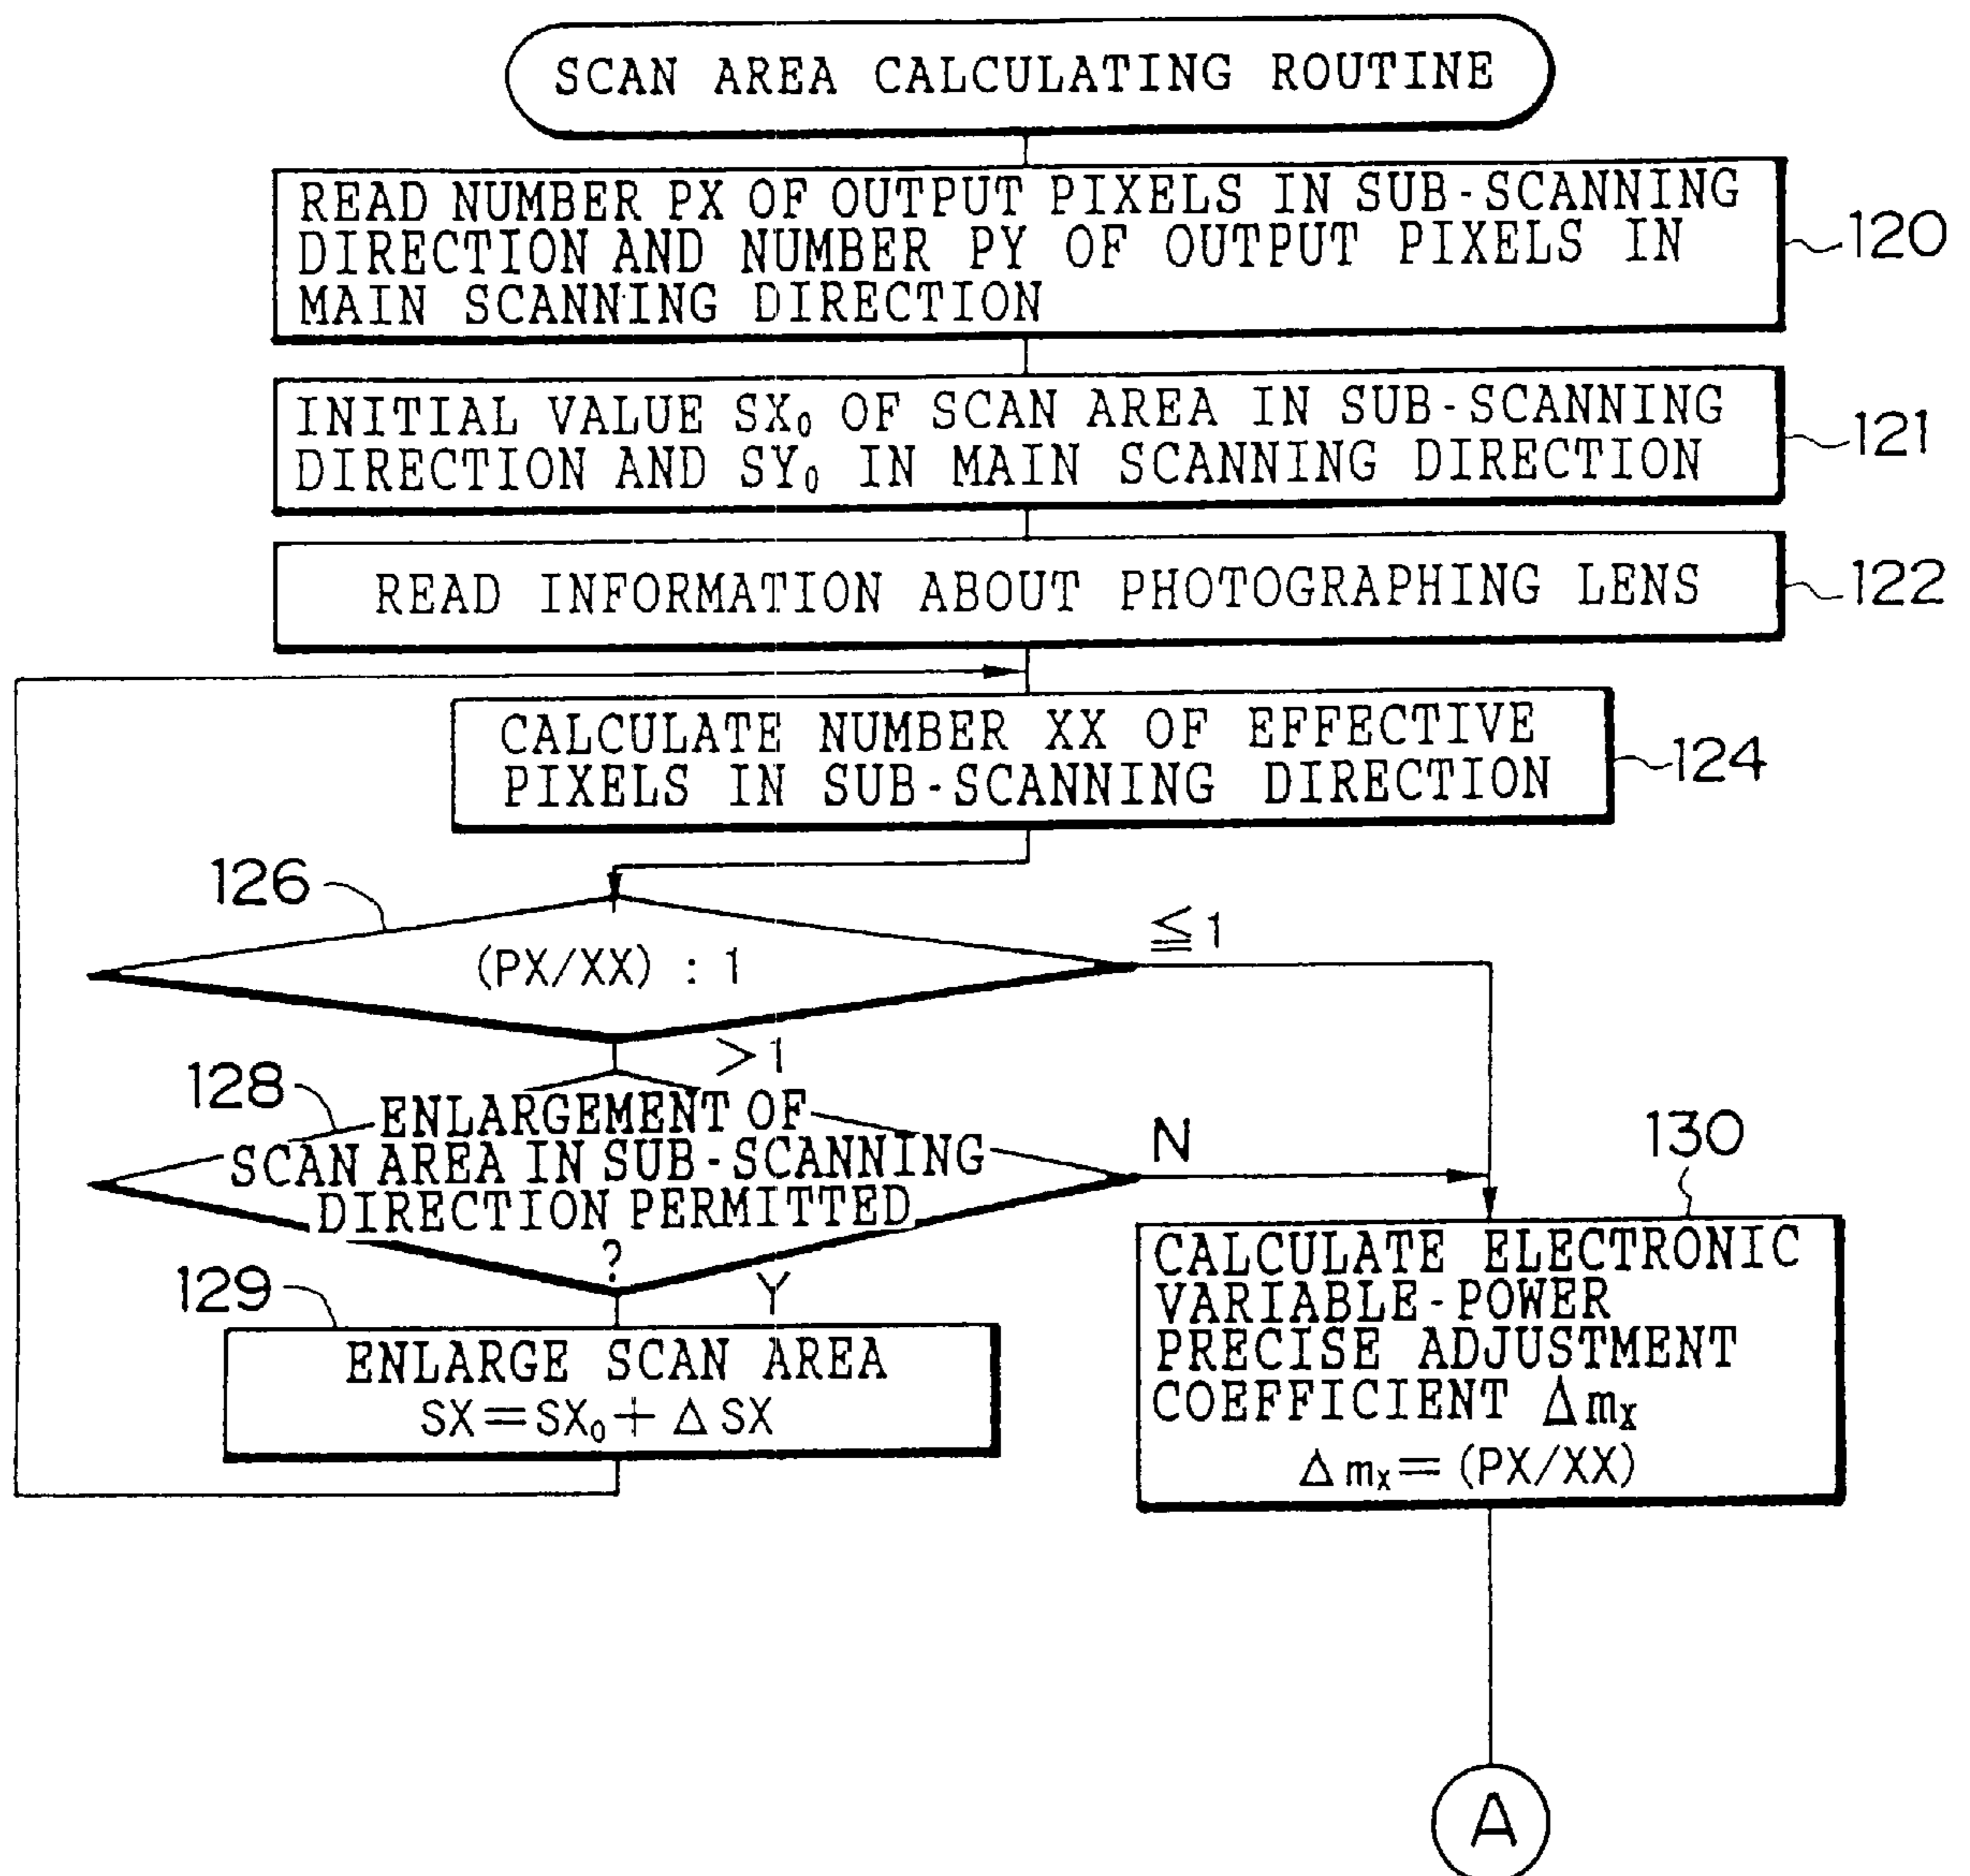 SCAN AREA CALCULATING ROUTINE
READ NUMBER PX OF OUTPUT PIXELS IN SUB-SCANNING
DIRECTION AND NUMBER PY OF OUTPUT PIXELS IN
MAIN SCANNING DIRECTION
120
INITIAL VALUE SX₀ OF SCAN AREA IN SUB-SCANNING
DIRECTION AND SY₀ IN MAIN SCANNING DIRECTION
121
READ INFORMATION ABOUT PHOTOGRAPHING LENS
122
CALCULATE NUMBER XX OF EFFECTIVE
PIXELS IN SUB-SCANNING DIRECTION
124
126
(PX/XX) : 1
≦1
>1
128
ENLARGEMENT OF
SCAN AREA IN SUB-SCANNING
DIRECTION PERMITTED
?
N
Y
129
ENLARGE SCAN AREA
SX=SX₀+ΔSX
130
CALCULATE ELECTRONIC
VARIABLE-POWER
PRECISE ADJUSTMENT
COEFFICIENT Δmₓ
Δmₓ= (PX/XX)
A